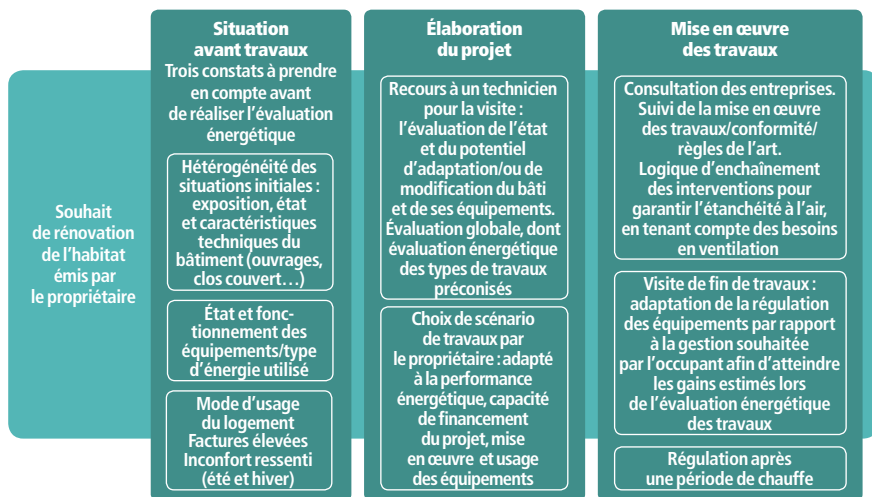 Souhait
de rénovation
de l’habitat
émis par
le propriétaire
Situation
avant travaux
Trois constats à prendre
en compte avant
de réaliser l’évaluation
énergétique
Hétérogénéité des
situations initiales :
exposition, état
et caractéristiques
techniques du
bâtiment (ouvrages,
clos couvert…)
État et fonc-
tionnement des
équipements/type
d’énergie utilisé
Mode d’usage
du logement
Factures élevées
Inconfort ressenti
(été et hiver)
Élaboration
du projet
Recours à un technicien
pour la visite :
l’évaluation de l’état
et du potentiel
d’adaptation/ou de
modification du bâti
et de ses équipements.
Évaluation globale, dont
évaluation énergétique
des types de travaux
préconisés
Choix de scénario
de travaux par
le propriétaire : adapté
à la performance
énergétique, capacité
de financement
du projet, mise
en œuvre et usage
des équipements
Mise en œuvre
des travaux
Consultation des entreprises.
Suivi de la mise en œuvre
des travaux/conformité/
règles de l’art.
Logique d’enchaînement
des interventions pour
garantir l’étanchéité à l’air,
en tenant compte des besoins
en ventilation
Visite de fin de travaux :
adaptation de la régulation
des équipements par rapport
à la gestion souhaitée
par l’occupant afin d’atteindre
les gains estimés lors
de l’évaluation énergétique
des travaux
Régulation après
une période de chauffe